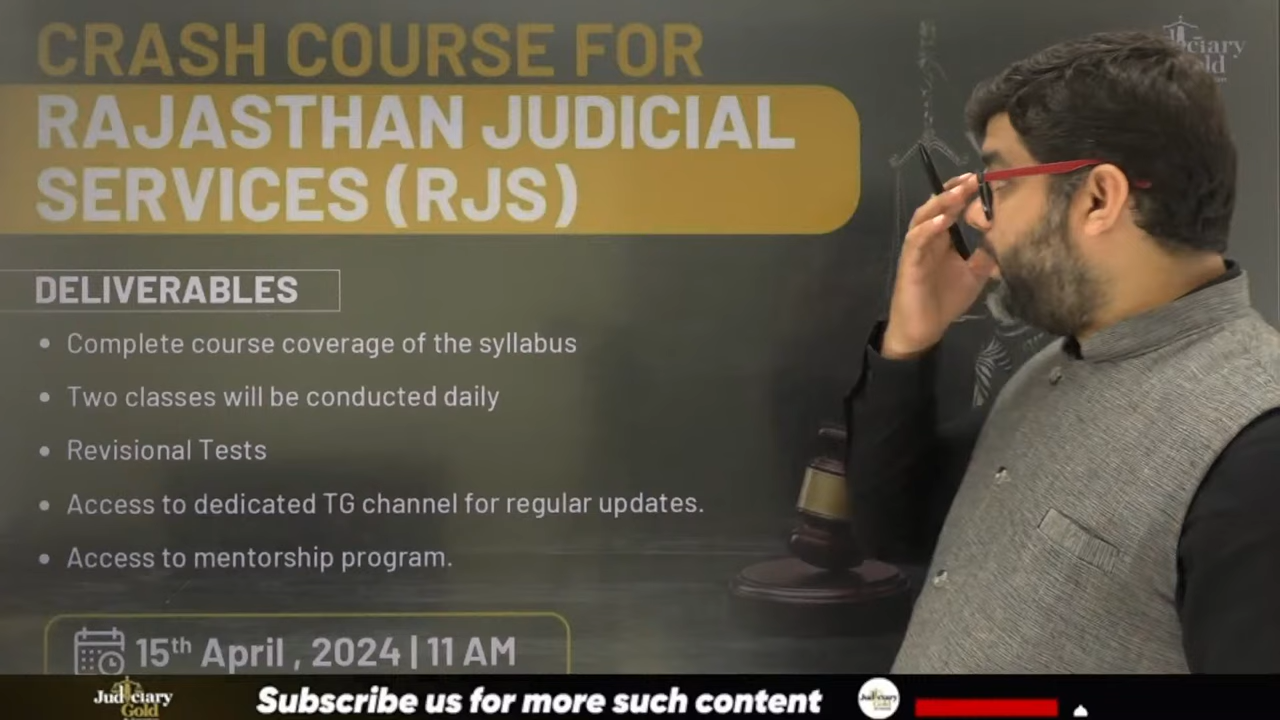 CRASH COURSE FOR
RAJASTHAN JUDICIAL
SERVICES (RJS)
DELIVERABLES
• Complete course coverage of the syllabus
• Two classes will be conducted daily
• Revisional Tests
• Access to dedicated TG channel for regular updates.
• Access to mentorship program.
15th April , 2024 | 11 AM
Judiciary
Gold
Subscribe us for more such content